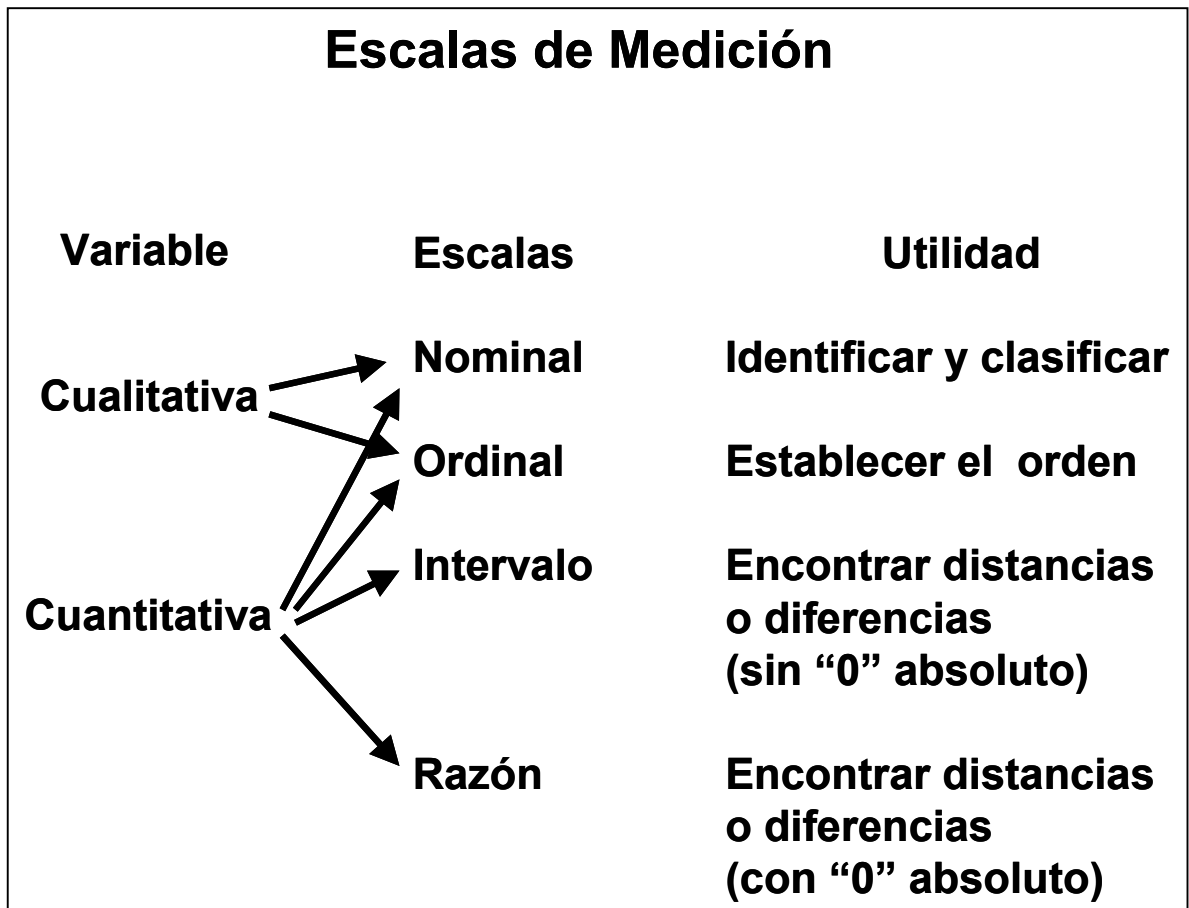 Escalas de Medición
Variable Escalas Utilidad
Nominal Identificar y clasificar
Cualitativa
Ordinal Establecer el orden
Intervalo Encontrar distancias
o diferencias
(sin “0” absoluto)
Cuantitativa
Razón Encontrar distancias
o diferencias
(con “0” absoluto)